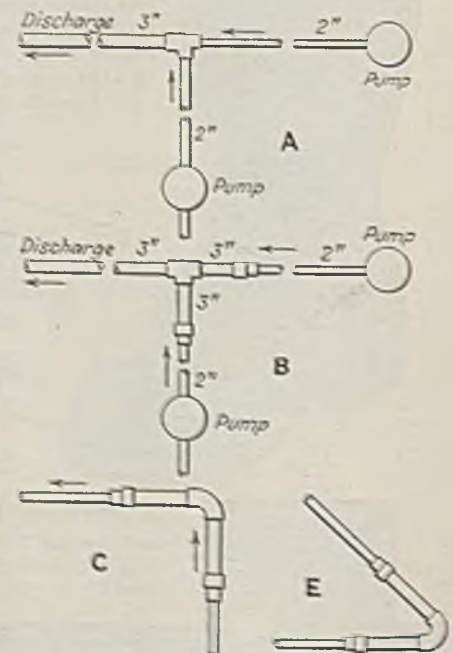 Discharge 3" 2"
Pump
2"
A
Pump
Pump
Discharge 3" 3" 2"
3"
B
2"
Pump
C
E